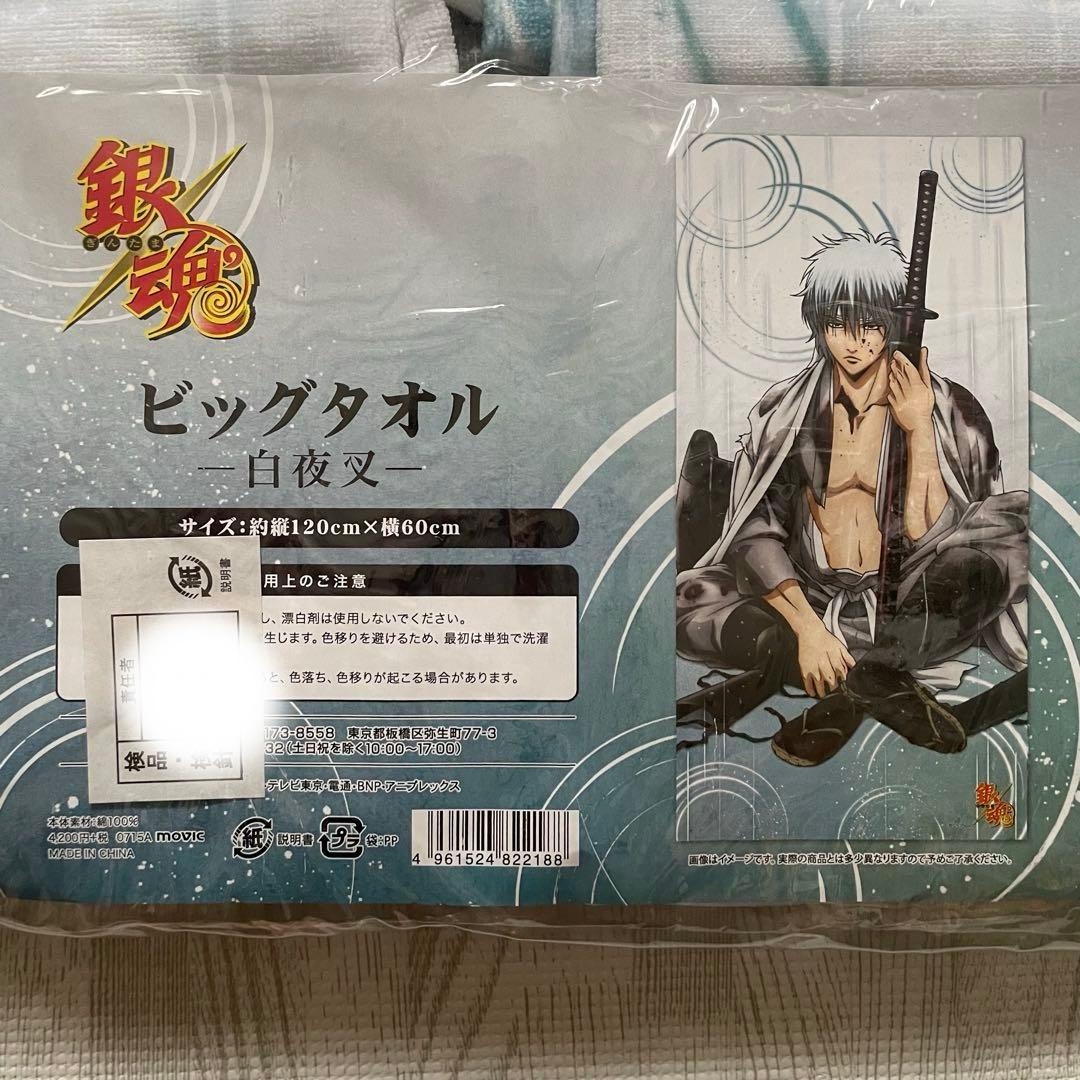 銀魂
ぎんたま
ビッグタオル
—白夜叉—
サイズ:約縦120cm×横60cm
用上のご注意
し、漂白剤は使用しないでください。
生じます。色移りを避けるため、最初は単独で洗濯
と、色落ち、色移りが起こる場合があります。
173-8558 東京都板橋区弥生町77-3
32(土日祝を除く10:00〜17:00)
・テレビ東京・電通・BNP・アニプレックス
本体素材:綿100%
4,200円+税 0715A movic
MADE IN CHINA
紙 説明書 プラ 袋:PP
4 961524 822188
紙 説明書
責任者
検品・検針
銀魂
画像はイメージです。実際の商品とは多少異なりますので予めご了承ください。